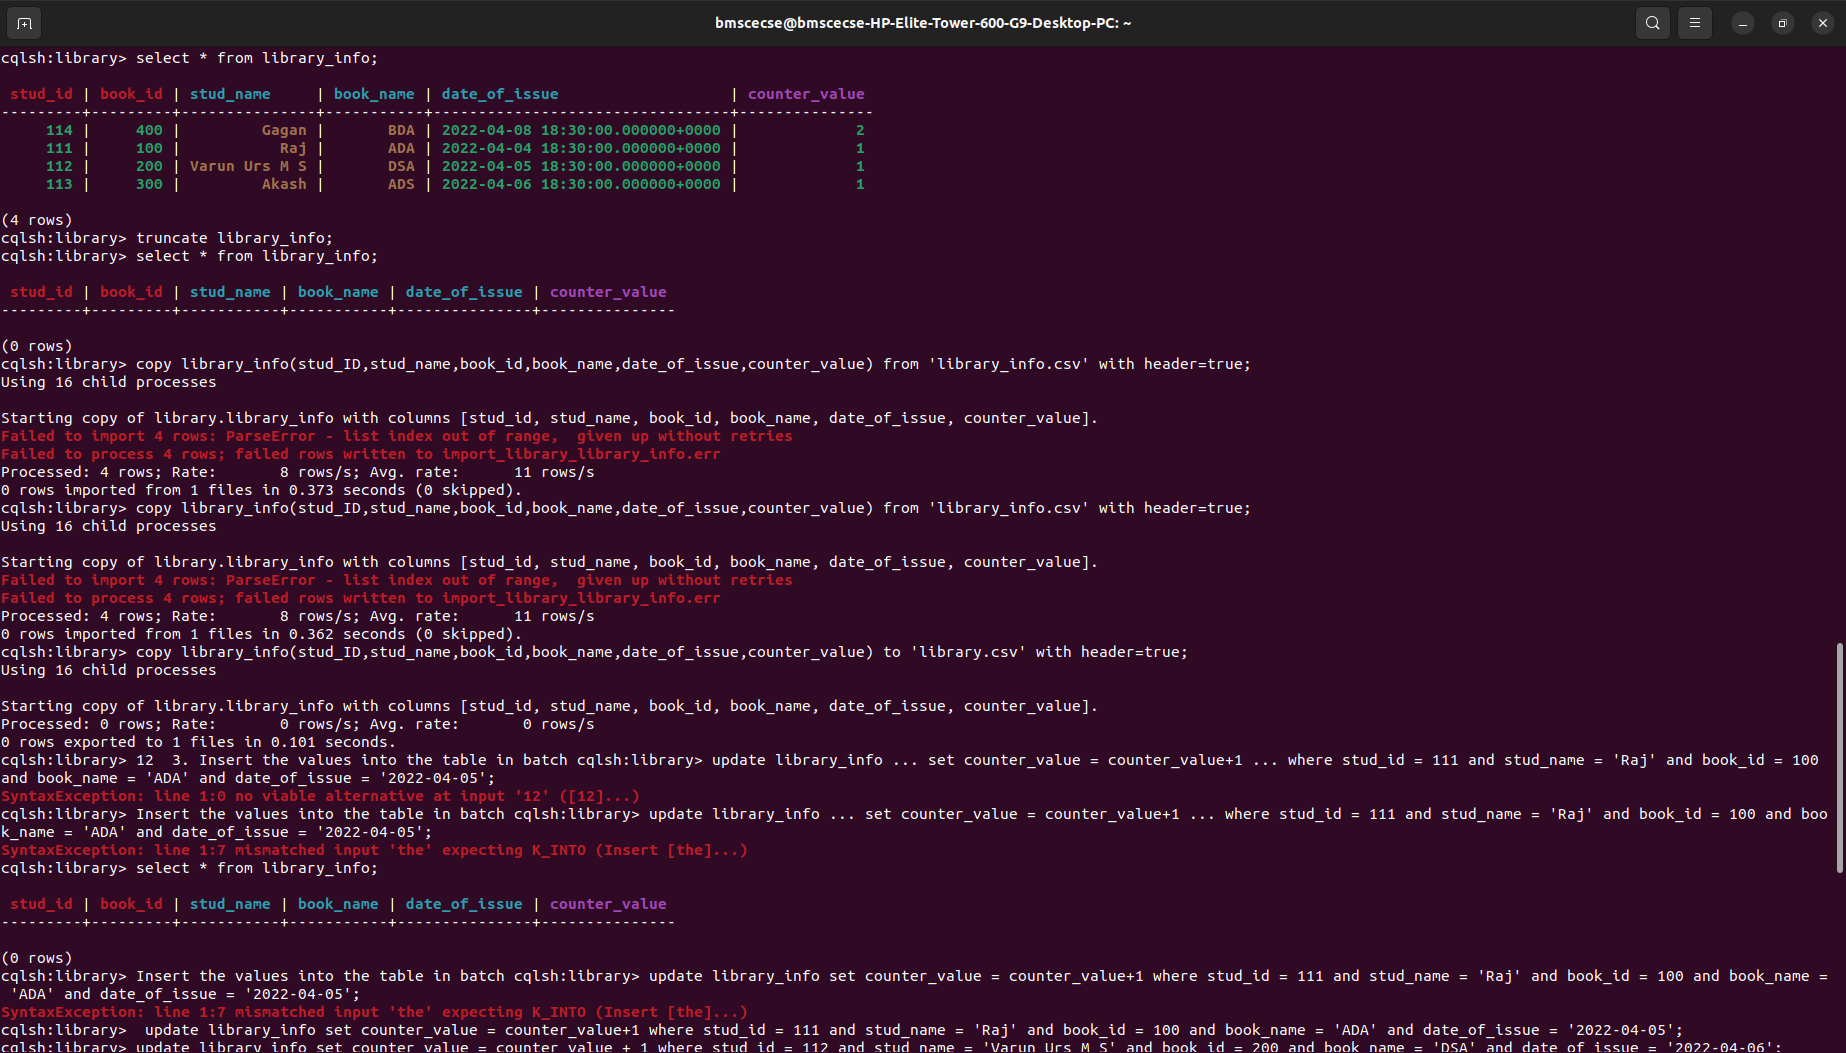 bmscecse@bmscecse-HP-Elite-Tower-600-G9-Desktop-PC: ~
cqlsh:library> select * from library_info;
 stud_id | book_id | stud_name     | book_name | date_of_issue                   | counter_value
---------+---------+---------------+-----------+---------------------------------+---------------
     114 |     400 |         Gagan |       BDA | 2022-04-08 18:30:00.000000+0000 |             2
     111 |     100 |           Raj |       ADA | 2022-04-04 18:30:00.000000+0000 |             1
     112 |     200 | Varun Urs M S |       DSA | 2022-04-05 18:30:00.000000+0000 |             1
     113 |     300 |         Akash |       ADS | 2022-04-06 18:30:00.000000+0000 |             1
(4 rows)
cqlsh:library> truncate library_info;
cqlsh:library> select * from library_info;
 stud_id | book_id | stud_name | book_name | date_of_issue | counter_value
---------+---------+-----------+-----------+---------------+---------------
(0 rows)
cqlsh:library> copy library_info(stud_ID,stud_name,book_id,book_name,date_of_issue,counter_value) from 'library_info.csv' with header=true;
Using 16 child processes
Starting copy of library.library_info with columns [stud_id, stud_name, book_id, book_name, date_of_issue, counter_value].
Failed to import 4 rows: ParseError - list index out of range,  given up without retries
Failed to process 4 rows; failed rows written to import_library_library_info.err
Processed: 4 rows; Rate:       8 rows/s; Avg. rate:      11 rows/s
0 rows imported from 1 files in 0.373 seconds (0 skipped).
cqlsh:library> copy library_info(stud_ID,stud_name,book_id,book_name,date_of_issue,counter_value) from 'library_info.csv' with header=true;
Using 16 child processes
Starting copy of library.library_info with columns [stud_id, stud_name, book_id, book_name, date_of_issue, counter_value].
Failed to import 4 rows: ParseError - list index out of range,  given up without retries
Failed to process 4 rows; failed rows written to import_library_library_info.err
Processed: 4 rows; Rate:       8 rows/s; Avg. rate:      11 rows/s
0 rows imported from 1 files in 0.362 seconds (0 skipped).
cqlsh:library> copy library_info(stud_ID,stud_name,book_id,book_name,date_of_issue,counter_value) to 'library.csv' with header=true;
Using 16 child processes
Starting copy of library.library_info with columns [stud_id, stud_name, book_id, book_name, date_of_issue, counter_value].
Processed: 0 rows; Rate:       0 rows/s; Avg. rate:       0 rows/s
0 rows exported to 1 files in 0.101 seconds.
cqlsh:library> 12  3. Insert the values into the table in batch cqlsh:library> update library_info ... set counter_value = counter_value+1 ... where stud_id = 111 and stud_name = 'Raj' and book_id = 100
and book_name = 'ADA' and date_of_issue = '2022-04-05';
SyntaxException: line 1:0 no viable alternative at input '12' ([12]...)
cqlsh:library> Insert the values into the table in batch cqlsh:library> update library_info ... set counter_value = counter_value+1 ... where stud_id = 111 and stud_name = 'Raj' and book_id = 100 and boo
k_name = 'ADA' and date_of_issue = '2022-04-05';
SyntaxException: line 1:7 mismatched input 'the' expecting K_INTO (Insert [the]...)
cqlsh:library> select * from library_info;
 stud_id | book_id | stud_name | book_name | date_of_issue | counter_value
---------+---------+-----------+-----------+---------------+---------------
(0 rows)
cqlsh:library> Insert the values into the table in batch cqlsh:library> update library_info set counter_value = counter_value+1 where stud_id = 111 and stud_name = 'Raj' and book_id = 100 and book_name =
 'ADA' and date_of_issue = '2022-04-05';
SyntaxException: line 1:7 mismatched input 'the' expecting K_INTO (Insert [the]...)
cqlsh:library>  update library_info set counter_value = counter_value+1 where stud_id = 111 and stud_name = 'Raj' and book_id = 100 and book_name = 'ADA' and date_of_issue = '2022-04-05';
cqlsh:library> update library_info set counter_value = counter_value + 1 where stud_id = 112 and stud_name = 'Varun Urs M S' and book_id = 200 and book_name = 'DSA' and date_of_issue = '2022-04-06';